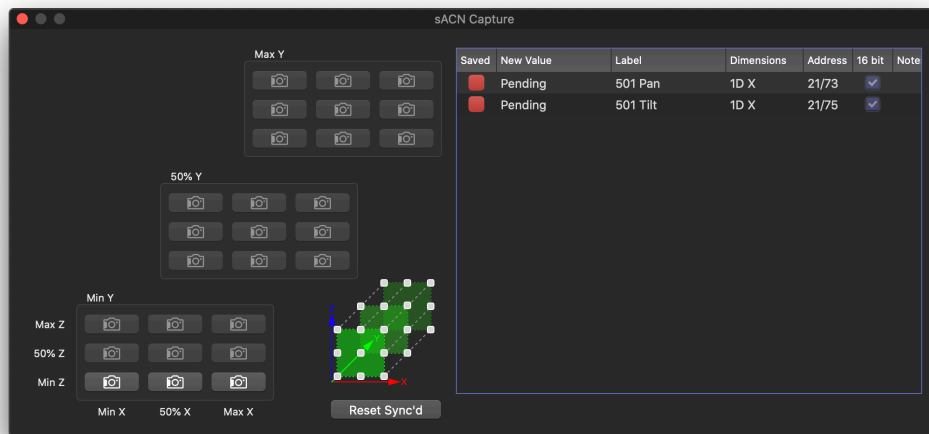 sACN Capture
Max Y
50% Y
Min Y
Max Z
50% Z
Min Z
Min X 50% X Max X
Y
Y
X
Reset Sync'd
Saved New Value Label Dimensions Address 16 bit Note
Pending 501 Pan 1D X 21/73
Pending 501 Tilt 1D X 21/75